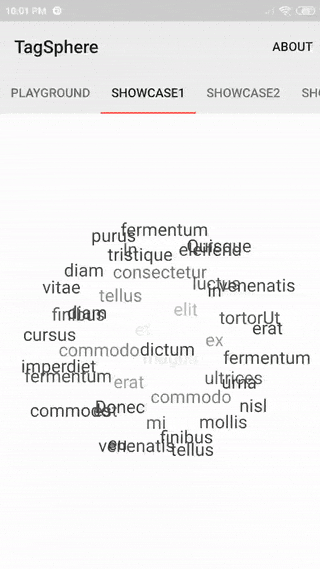 10:01 PM
TagSphere
ABOUT
PLAYGROUND
SHOWCASE1
SHOWCASE2
fermentum
purus
In
eleifend
Quisque
tristique
consectetur
diam
luctus
in
venenatis
vitae
tellus
elit
finibus
diam
tortorUt
cursus
et
erat
ex
commodo
dictum
magna
fermentum
imperdiet
fermentum
erat
ultrices
urna
commodo
nisl
commodo
est
Donec
mi
mollis
finibus
venenatis
eu
tellus